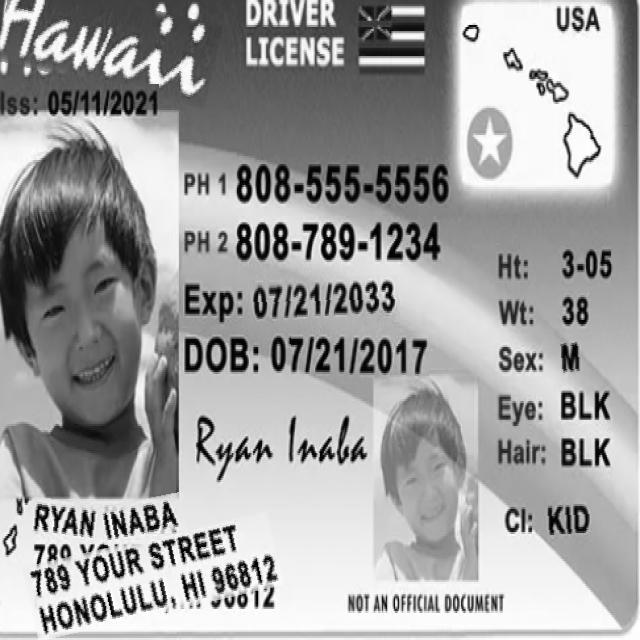 Hawaii
DRIVER
LICENSE
USA
Iss: 05/11/2021
PH 1 808-555-5556
PH 2 808-789-1234
Exp: 07/21/2033
DOB: 07/21/2017
Ht: 3-05
Wt: 38
Sex: M
Eye: BLK
Hair: BLK
Cl: KID
Ryan Inaba
RYAN INABA
789 YOUR STREET
HONOLULU, HI 96812
NOT AN OFFICIAL DOCUMENT